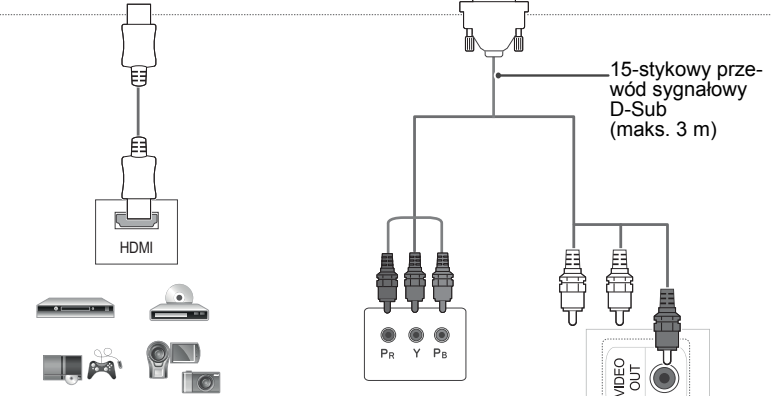 15-stykowy prze-
wód sygnałowy
D-Sub
(maks. 3 m)
HDMI
PR Y PB
VIDEO
OUT